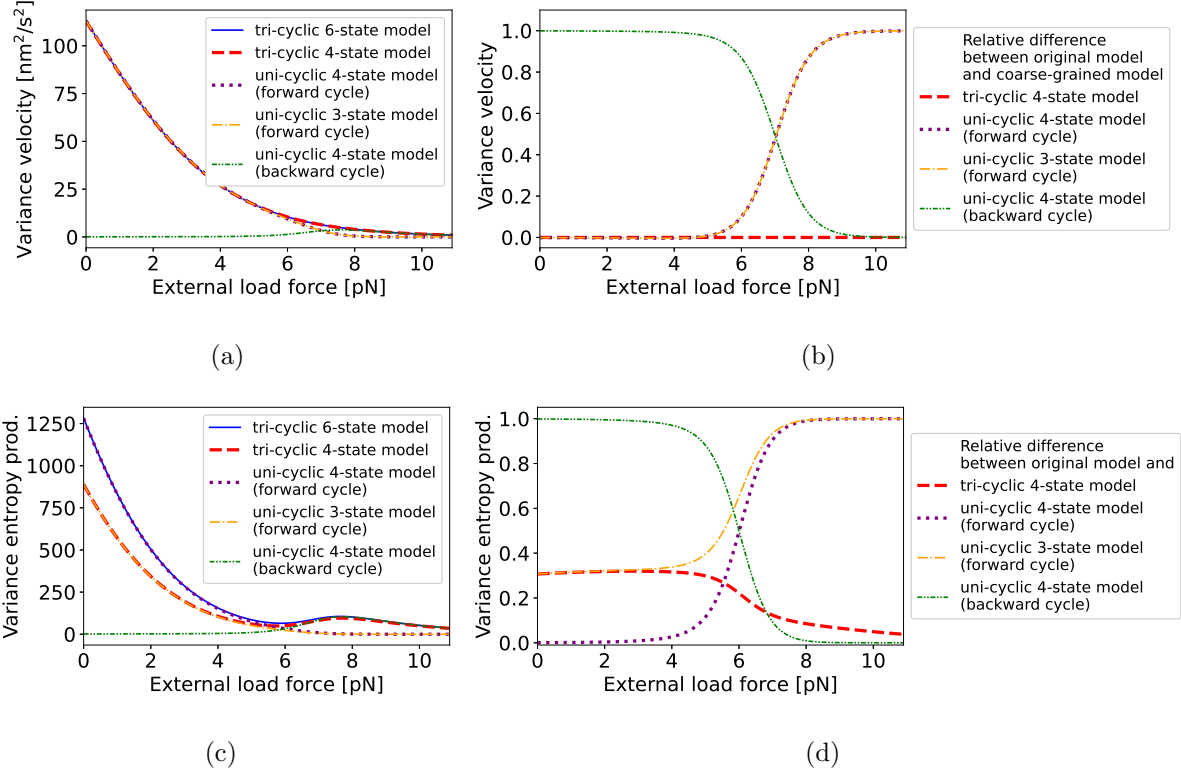 Variance velocity [nm²/s²]
100
75
50
25
0
tri-cyclic 6-state model
tri-cyclic 4-state model
uni-cyclic 4-state model
(forward cycle)
uni-cyclic 3-state model
(forward cycle)
uni-cyclic 4-state model
(backward cycle)
0 2 4 6 8 10
External load force [pN]
(a)
Variance velocity
1.0
0.8
0.6
0.4
0.2
0.0
0 2 4 6 8 10
External load force [pN]
Relative difference
between original model
and coarse-grained model
tri-cyclic 4-state model
uni-cyclic 4-state model
(forward cycle)
uni-cyclic 3-state model
(forward cycle)
uni-cyclic 4-state model
(backward cycle)
(b)
Variance entropy prod.
1250
1000
750
500
250
0
tri-cyclic 6-state model
tri-cyclic 4-state model
uni-cyclic 4-state model
(forward cycle)
uni-cyclic 3-state model
(forward cycle)
uni-cyclic 4-state model
(backward cycle)
0 2 4 6 8 10
External load force [pN]
(c)
Variance entropy prod.
1.0
0.8
0.6
0.4
0.2
0.0
0 2 4 6 8 10
External load force [pN]
Relative difference
between original model and
tri-cyclic 4-state model
uni-cyclic 4-state model
(forward cycle)
uni-cyclic 3-state model
(forward cycle)
uni-cyclic 4-state model
(backward cycle)
(d)